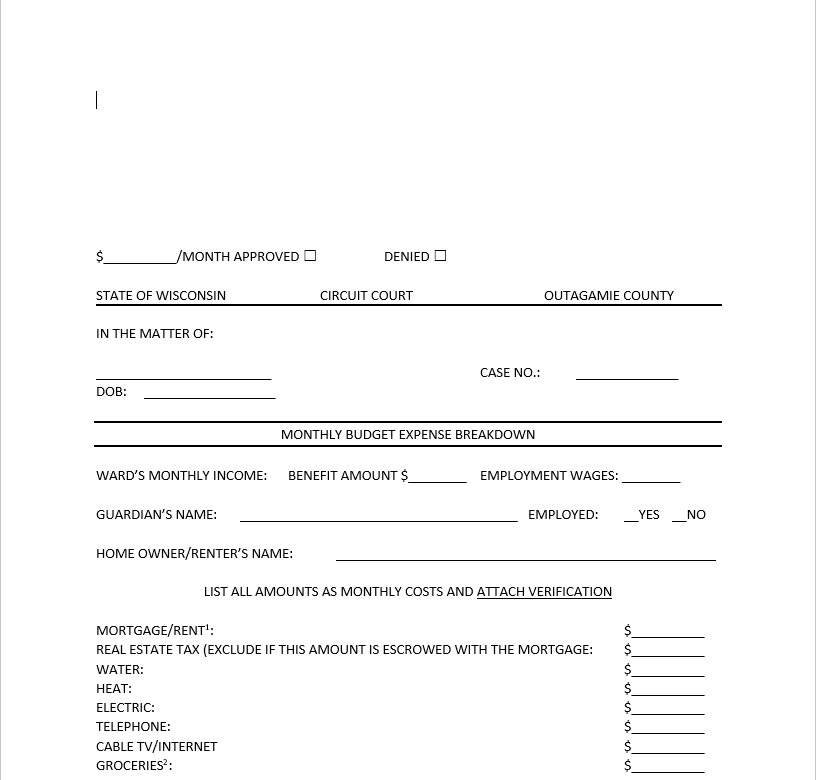 $__________/MONTH APPROVED ☐ DENIED ☐
STATE OF WISCONSIN CIRCUIT COURT OUTAGAMIE COUNTY
IN THE MATTER OF:
________________________ CASE NO.: ______________
DOB: __________________
MONTHLY BUDGET EXPENSE BREAKDOWN
WARD'S MONTHLY INCOME: BENEFIT AMOUNT $________ EMPLOYMENT WAGES: ________
GUARDIAN'S NAME: ______________________________________ EMPLOYED: __YES __NO
HOME OWNER/RENTER'S NAME: ____________________________________________________
LIST ALL AMOUNTS AS MONTHLY COSTS AND ATTACH VERIFICATION
MORTGAGE/RENT¹: $__________
REAL ESTATE TAX (EXCLUDE IF THIS AMOUNT IS ESCROWED WITH THE MORTGAGE: $__________
WATER: $__________
HEAT: $__________
ELECTRIC: $__________
TELEPHONE: $__________
CABLE TV/INTERNET $__________
GROCERIES²: $__________